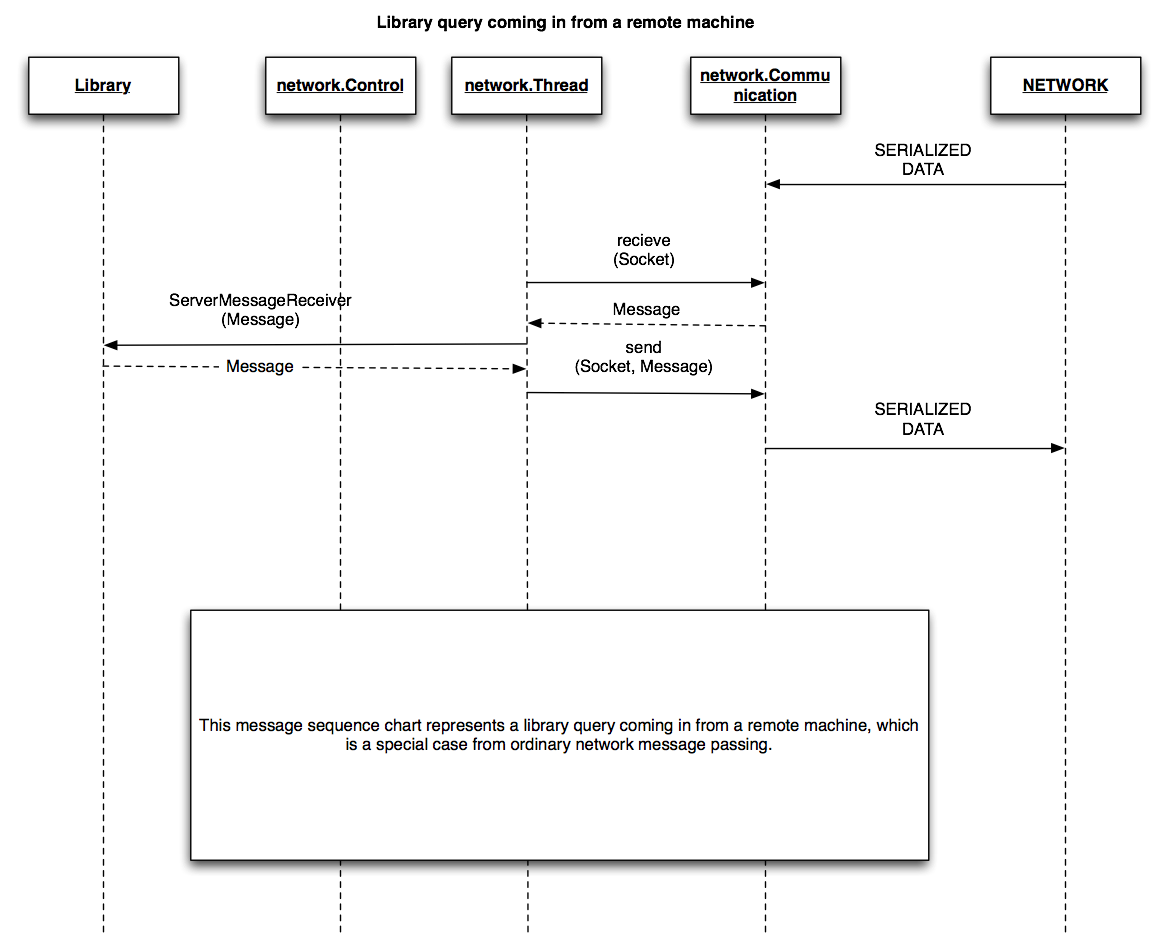 Library query coming in from a remote machine
Library
network.Control
network.Thread
network.Commu
nication
NETWORK
SERIALIZED
DATA
recieve
(Socket)
ServerMessageReceiver
(Message)
Message
Message
send
(Socket, Message)
SERIALIZED
DATA
This message sequence chart represents a library query coming in from a remote machine, which
is a special case from ordinary network message passing.